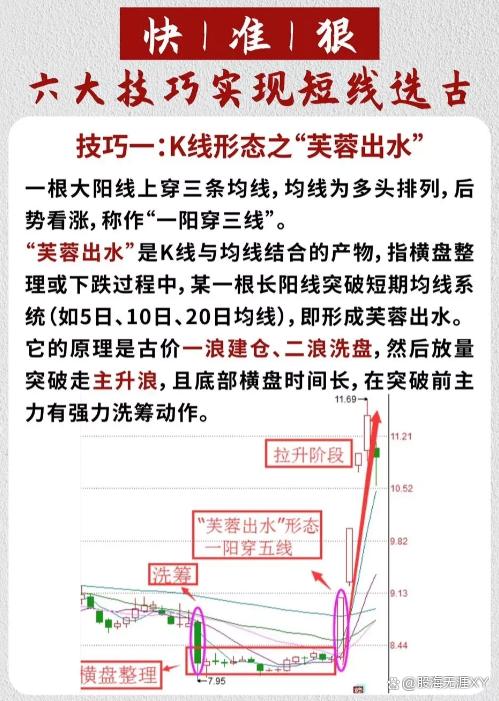 快|准|狠
六大技巧实现短线选古
技巧一:K线形态之“芙蓉出水”
一根大阳线上穿三条均线,均线为多头排列,后
势看涨,称作“一阳穿三线”。
“芙蓉出水”是K线与均线结合的产物,指横盘整
理或下跌过程中,某一根长阳线突破短期均线系
统(如5日、10日、20日均线),即形成芙蓉出水。
它的原理是古价一浪建仓、二浪洗盘,然后放量
突破走主升浪,且底部横盘时间长,在突破前主
力有强力洗筹动作。
11.69
11.21
拉升阶段
10.52
“芙蓉出水”形态
一阳穿五线
9.82
洗筹
9.13
8.44
横盘整理
7.95
@股海无涯XY